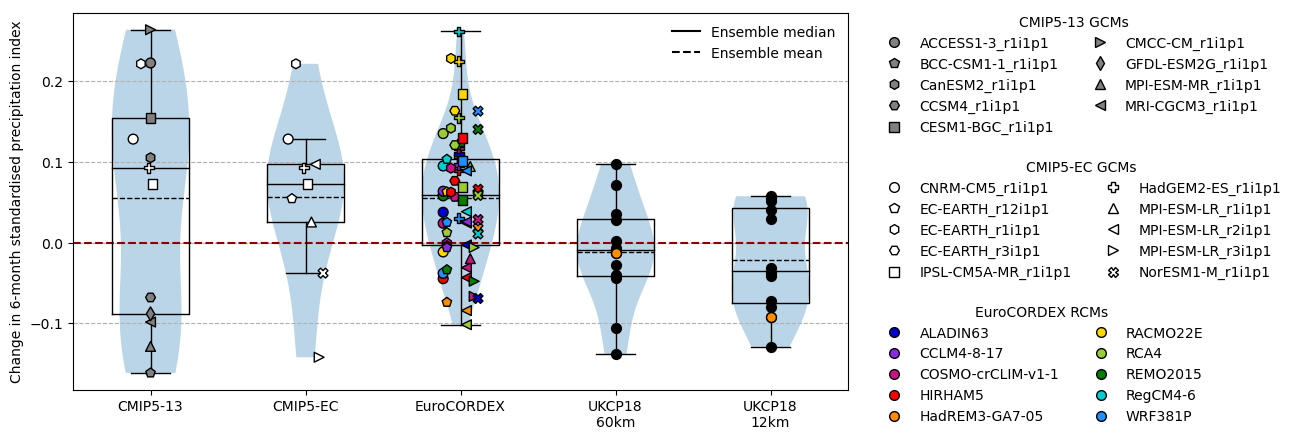 Change in 6-month standardised precipitation index
0.2
0.1
0.0
−0.1
CMIP5-13
CMIP5-EC
EuroCORDEX
UKCP18
60km
UKCP18
12km
Ensemble median
Ensemble mean
CMIP5-13 GCMs
ACCESS1-3_r1i1p1
BCC-CSM1-1_r1i1p1
CanESM2_r1i1p1
CCSM4_r1i1p1
CESM1-BGC_r1i1p1
CMCC-CM_r1i1p1
GFDL-ESM2G_r1i1p1
MPI-ESM-MR_r1i1p1
MRI-CGCM3_r1i1p1
CMIP5-EC GCMs
CNRM-CM5_r1i1p1
EC-EARTH_r12i1p1
EC-EARTH_r1i1p1
EC-EARTH_r3i1p1
IPSL-CM5A-MR_r1i1p1
HadGEM2-ES_r1i1p1
MPI-ESM-LR_r1i1p1
MPI-ESM-LR_r2i1p1
MPI-ESM-LR_r3i1p1
NorESM1-M_r1i1p1
EuroCORDEX RCMs
ALADIN63
CCLM4-8-17
COSMO-crCLIM-v1-1
HIRHAM5
HadREM3-GA7-05
RACMO22E
RCA4
REMO2015
RegCM4-6
WRF381P